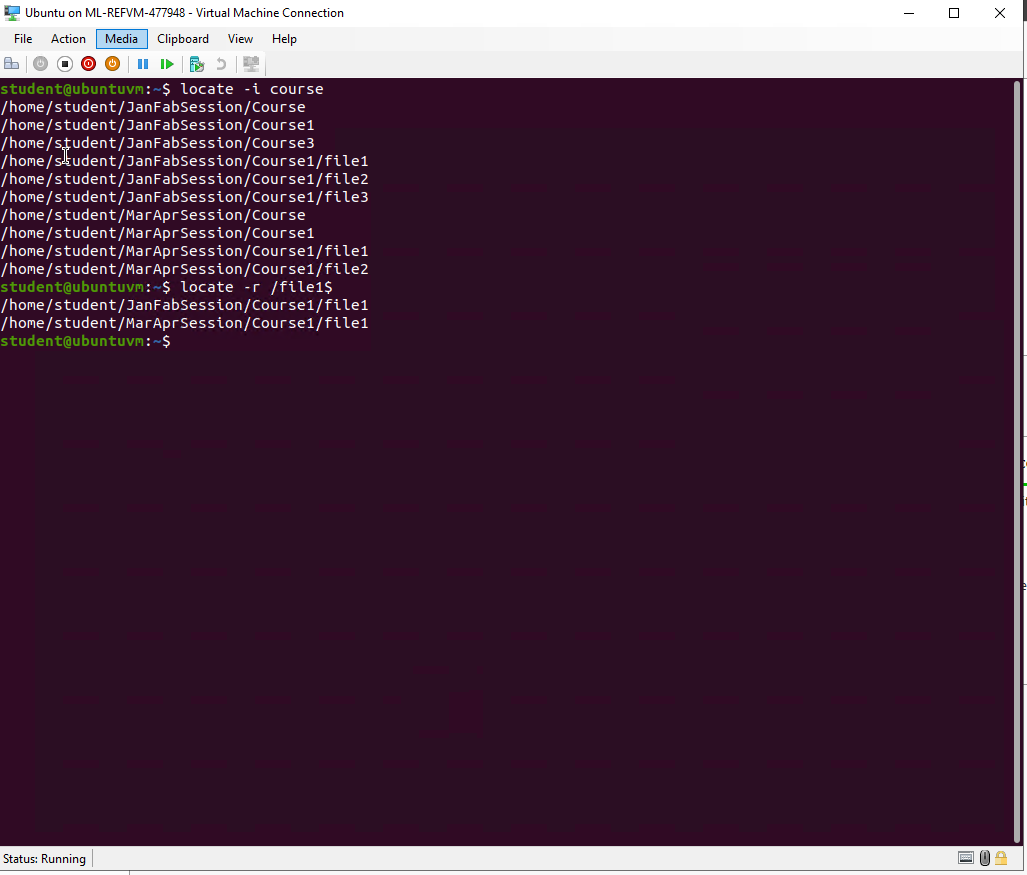 Ubuntu on ML-REFVM-477948 - Virtual Machine Connection
File Action Media Clipboard View Help
student@ubuntuvm:~$ locate -i course
/home/student/JanFabSession/Course
/home/student/JanFabSession/Course1
/home/student/JanFabSession/Course3
/home/student/JanFabSession/Course1/file1
/home/student/JanFabSession/Course1/file2
/home/student/JanFabSession/Course1/file3
/home/student/MarAprSession/Course
/home/student/MarAprSession/Course1
/home/student/MarAprSession/Course1/file1
/home/student/MarAprSession/Course1/file2
student@ubuntuvm:~$ locate -r /file1$
/home/student/JanFabSession/Course1/file1
/home/student/MarAprSession/Course1/file1
student@ubuntuvm:~$
Status: Running